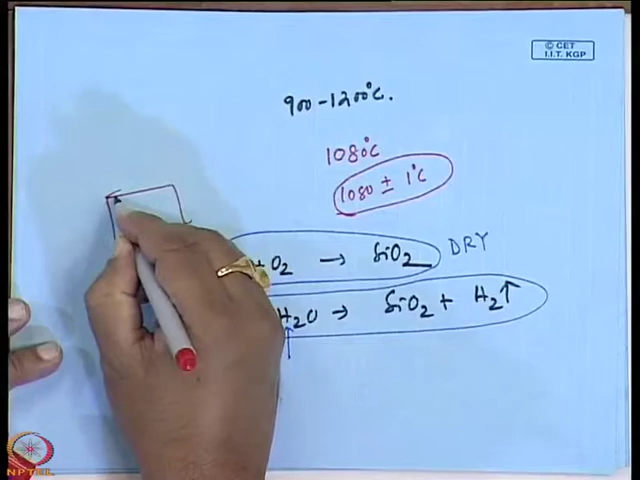 © CET
I.I.T. KGP
900-1200°C.
1080°C
1080 ± 1°C
+ O₂ → SiO₂ DRY
H₂O → SiO₂ + H₂↑
NPTEL